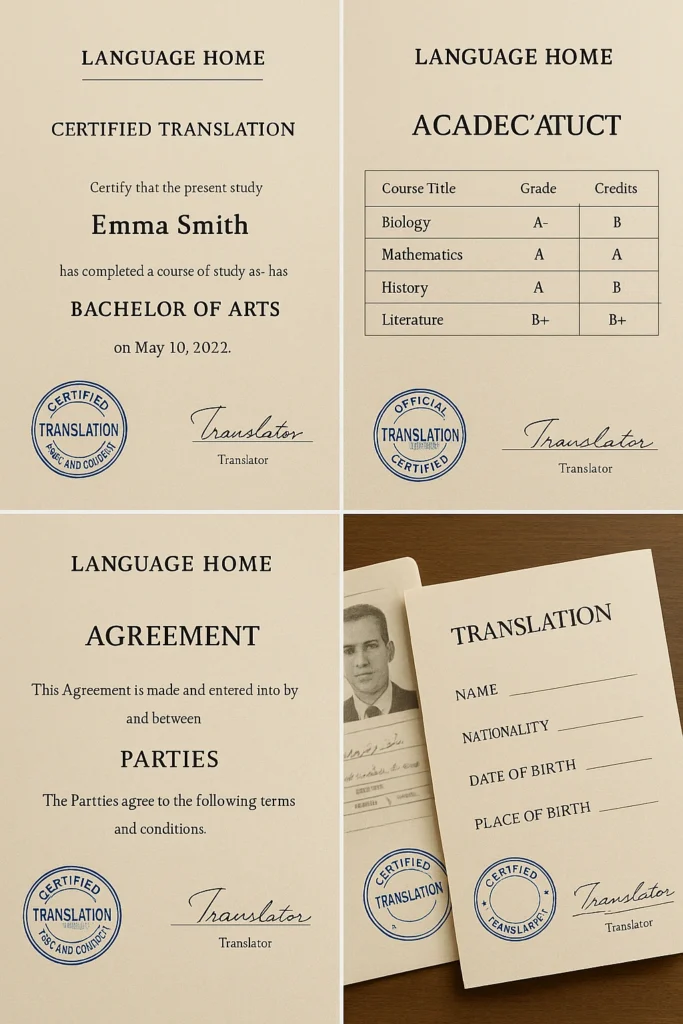 LANGUAGE HOME
CERTIFIED TRANSLATION
Certify that the present study
Emma Smith
has completed a course of study as- has
BACHELOR OF ARTS
on May 10, 2022.
CERTIFIED
TRANSLATION
AND
Translator
Translator
LANGUAGE HOME
ACADEC'ATUCT
Course Title Grade Credits
Biology A- B
Mathematics A A
History A B
Literature B+ B+
OFFICIAL
TRANSLATION
CERTIFIED
Translator
Translator
LANGUAGE HOME
AGREEMENT
This Agreement is made and entered into by
and between
PARTIES
The Partties agree to the following terms
and conditions.
CERTIFIED
TRANSLATION
AND
Translator
Translator
CERTIFIED
TRANSLATION
TRANSLATION
NAME
NATIONALITY
DATE OF BIRTH
PLACE OF BIRTH
Translator
Translator